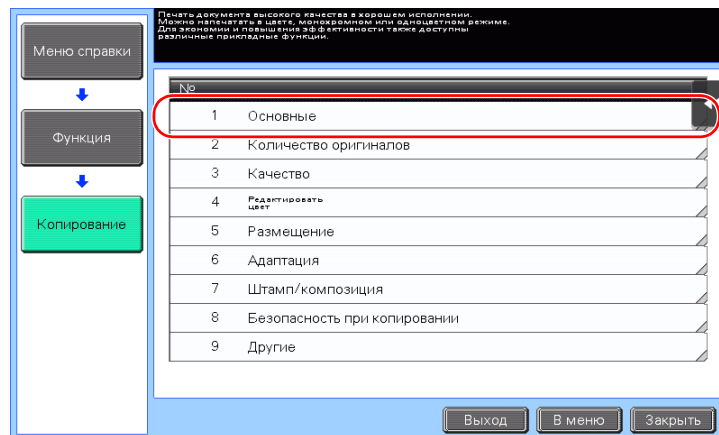 Печать документа высокого качества в хорошем исполнении.
Можно напечатать в цвете, монохромном или одноцветном режиме.
Для экономии и повышения эффективности также доступны
различные прикладные функции.
Меню справки
Функция
Копирование
№
1 Основные
2 Количество оригиналов
3 Качество
4 Редактировать
цвет
5 Размещение
6 Адаптация
7 Штамп/композиция
8 Безопасность при копировании
9 Другие
Выход В меню Закрыть